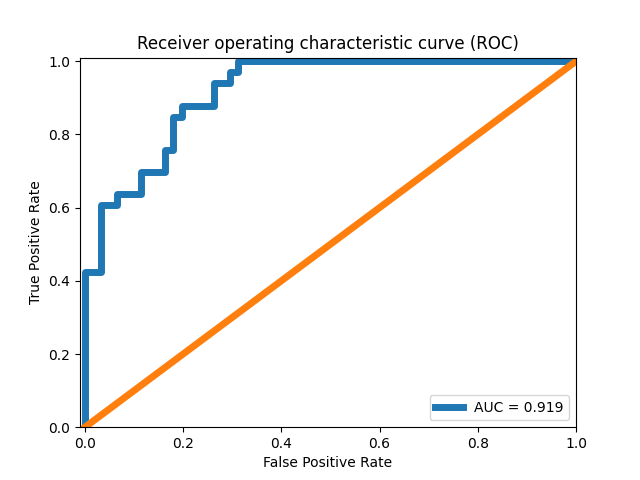 Receiver operating characteristic curve (ROC)
True Positive Rate
1.0
0.8
0.6
0.4
0.2
0.0
AUC = 0.919
0.0 0.2 0.4 0.6 0.8 1.0
False Positive Rate